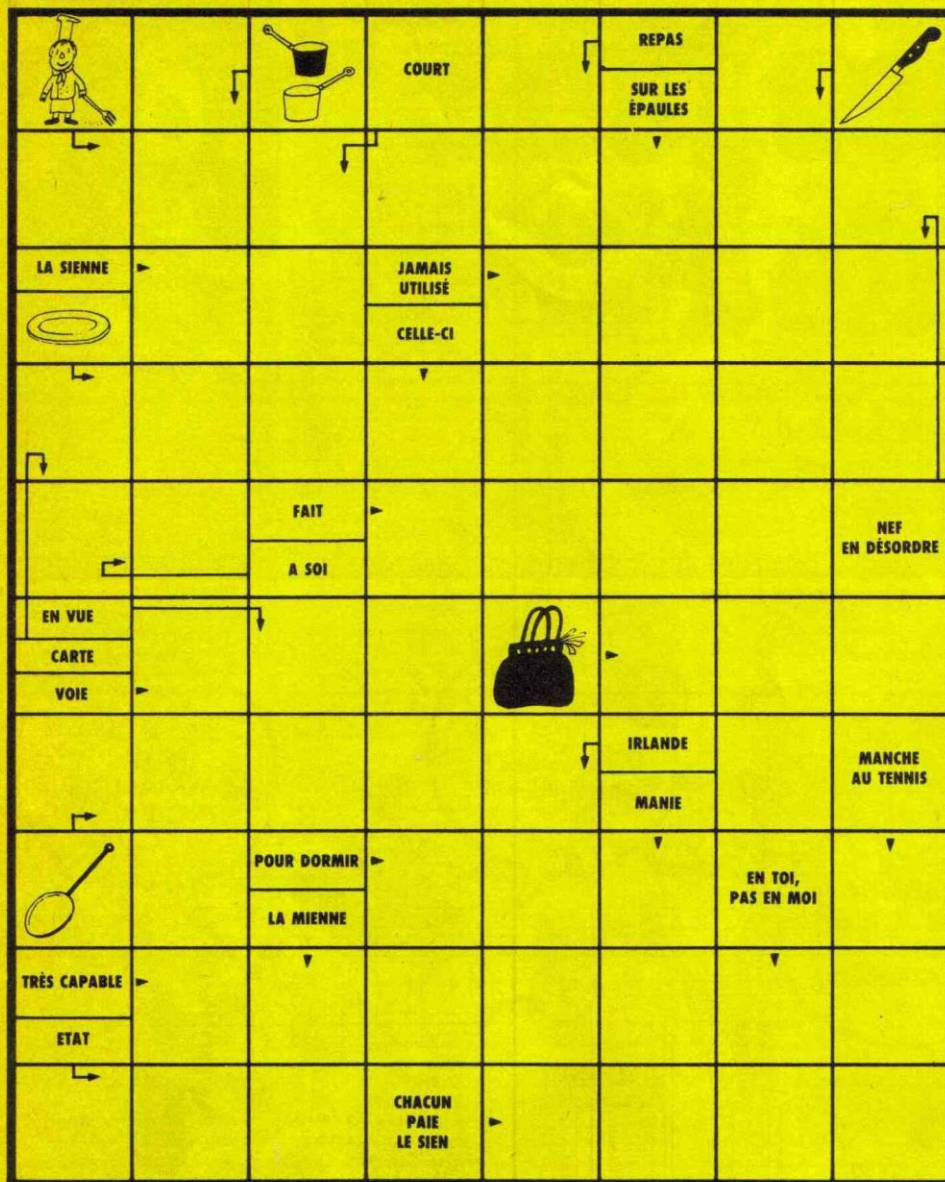 COURT
REPAS
SUR LES
ÉPAULES
LA SIENNE
JAMAIS
UTILISÉ
CELLE-CI
FAIT
A SOI
NEF
EN DÉSORDRE
EN VUE
CARTE
VOIE
IRLANDE
MANIE
MANCHE
AU TENNIS
POUR DORMIR
LA MIENNE
EN TOI,
PAS EN MOI
TRÈS CAPABLE
ETAT
CHACUN
PAIE
LE SIEN